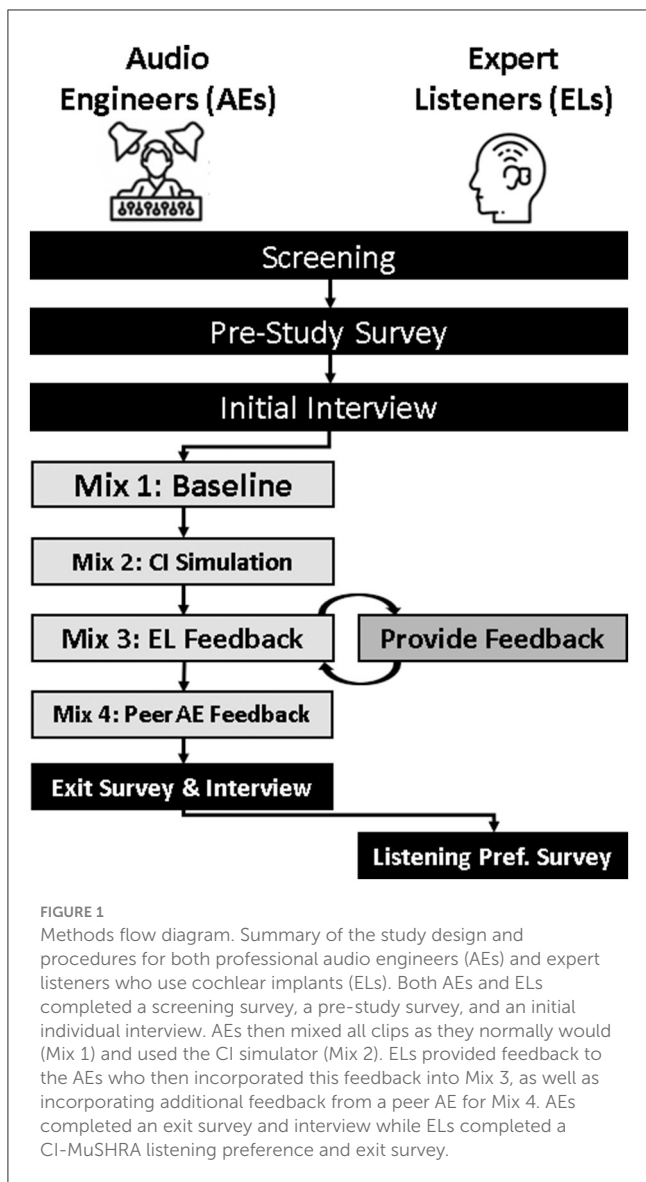 Audio
Engineers (AEs)
Expert
Listeners (ELs)
Screening
Pre-Study Survey
Initial Interview
Mix 1: Baseline
Mix 2: CI Simulation
Mix 3: EL Feedback
Provide Feedback
Mix 4: Peer AE Feedback
Exit Survey & Interview
Listening Pref. Survey
FIGURE 1
Methods flow diagram. Summary of the study design and
procedures for both professional audio engineers (AEs) and expert
listeners who use cochlear implants (ELs). Both AEs and ELs
completed a screening survey, a pre-study survey, and an initial
individual interview. AEs then mixed all clips as they normally would
(Mix 1) and used the CI simulator (Mix 2). ELs provided feedback to
the AEs who then incorporated this feedback into Mix 3, as well as
incorporating additional feedback from a peer AE for Mix 4. AEs
completed an exit survey and interview while ELs completed a
CI-MuSHRA listening preference and exit survey.